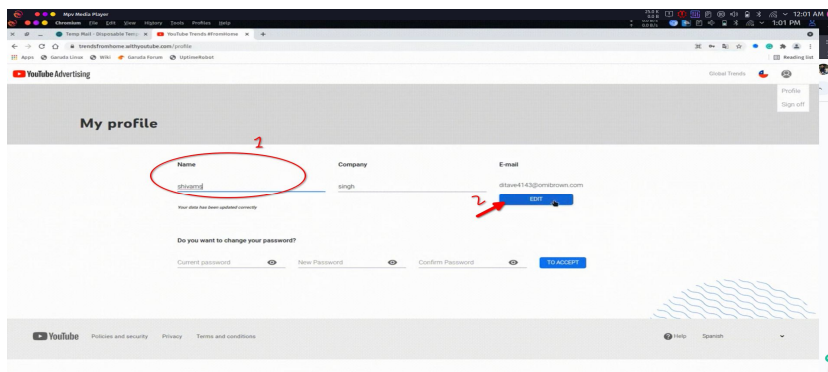 Mpv Media Player
12:01 AM
Chromium File Edit View History Tools Profiles Help
1:01 PM
Temp Mail - Disposable Temp
YouTube Trends #FromHome
trendsfromhome.withyoutube.com/profile
Apps Garuda Linux Wiki Garuda Forum UptimeRobot Reading list
YouTube Advertising Global Trends
Profile
Sign off
My profile
1
Name Company E-mail
shivams singh ditave4143@omibrown.com
2 EDIT
Your data has been updated correctly
Do you want to change your password?
Current password New Password Confirm Password TO ACCEPT
YouTube Policies and security Privacy Terms and conditions Help Spanish